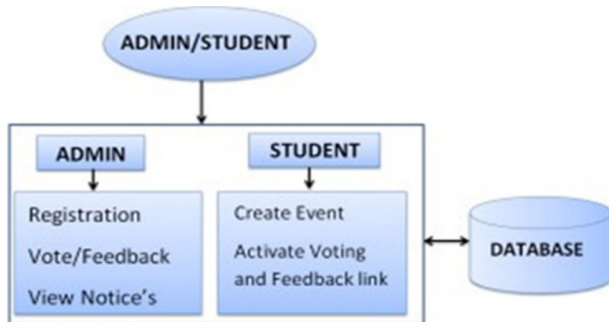 ADMIN/STUDENT
ADMIN
Registration
Vote/Feedback
View Notice's
STUDENT
Create Event
Activate Voting
and Feedback link
DATABASE